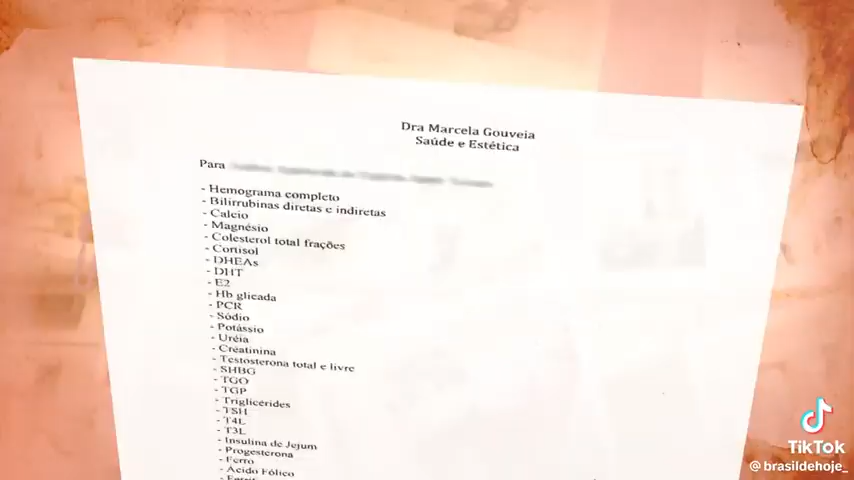 Dra Marcela Gouveia
Saúde e Estética
Para
- Hemograma completo
- Bilirrubinas diretas e indiretas
- Calcio
- Magnésio
- Colesterol total frações
- Cortisol
- DHEAs
- DHT
- E2
- Hb glicada
- PCR
- Sódio
- Potássio
- Uréia
- Creatinina
- Testosterona total e livre
- SHBG
- TGO
- TGP
- Triglicérides
- TSH
- T4L
- T3L
- Insulina de Jejum
- Progesterona
- Ferro
- Ácido Fólico
TikTok
@brasildehoje_